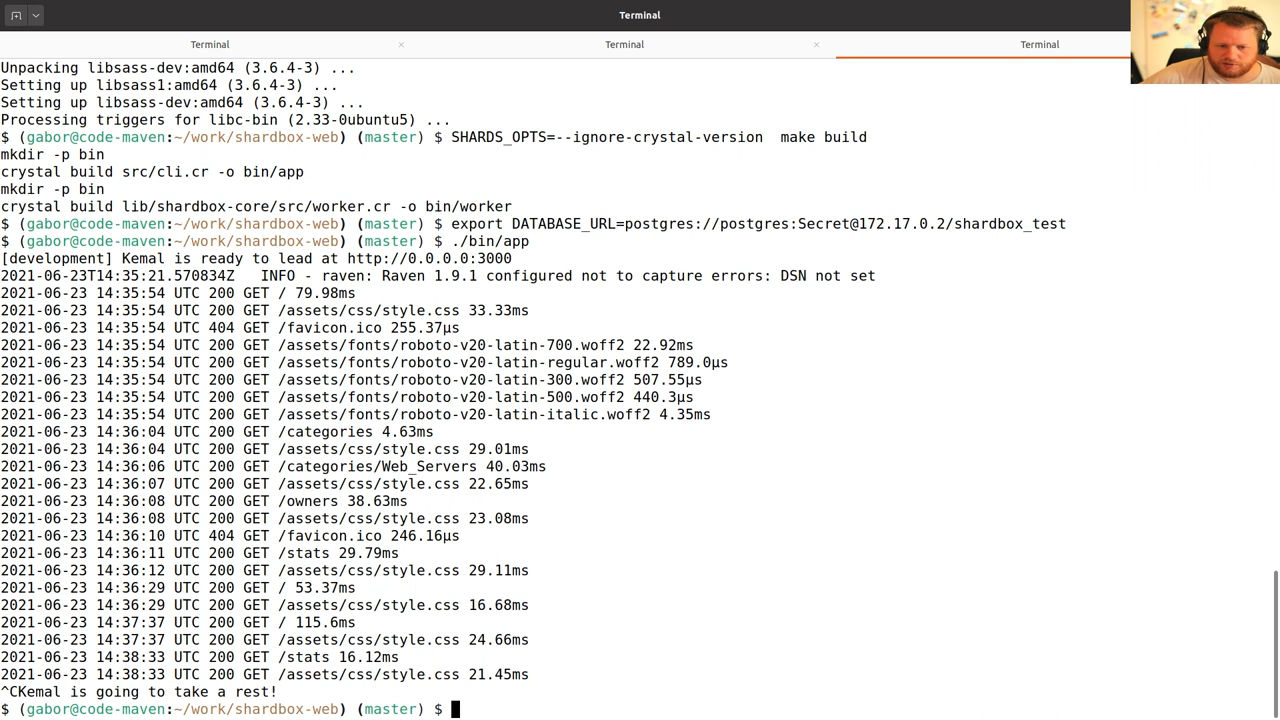 Terminal
Terminal
Terminal
Terminal
Unpacking libsass-dev:amd64 (3.6.4-3) ...
Setting up libsass1:amd64 (3.6.4-3) ...
Setting up libsass-dev:amd64 (3.6.4-3) ...
Processing triggers for libc-bin (2.33-0ubuntu5) ...
$ (gabor@code-maven:~/work/shardbox-web) (master) $ SHARDS_OPTS=--ignore-crystal-version  make build
mkdir -p bin
crystal build src/cli.cr -o bin/app
mkdir -p bin
crystal build lib/shardbox-core/src/worker.cr -o bin/worker
$ (gabor@code-maven:~/work/shardbox-web) (master) $ export DATABASE_URL=postgres://postgres:Secret@172.17.0.2/shardbox_test
$ (gabor@code-maven:~/work/shardbox-web) (master) $ ./bin/app
[development] Kemal is ready to lead at http://0.0.0.0:3000
2021-06-23T14:35:21.570834Z   INFO - raven: Raven 1.9.1 configured not to capture errors: DSN not set
2021-06-23 14:35:54 UTC 200 GET / 79.98ms
2021-06-23 14:35:54 UTC 200 GET /assets/css/style.css 33.33ms
2021-06-23 14:35:54 UTC 404 GET /favicon.ico 255.37µs
2021-06-23 14:35:54 UTC 200 GET /assets/fonts/roboto-v20-latin-700.woff2 22.92ms
2021-06-23 14:35:54 UTC 200 GET /assets/fonts/roboto-v20-latin-regular.woff2 789.0µs
2021-06-23 14:35:54 UTC 200 GET /assets/fonts/roboto-v20-latin-300.woff2 507.55µs
2021-06-23 14:35:54 UTC 200 GET /assets/fonts/roboto-v20-latin-500.woff2 440.3µs
2021-06-23 14:35:54 UTC 200 GET /assets/fonts/roboto-v20-latin-italic.woff2 4.35ms
2021-06-23 14:36:04 UTC 200 GET /categories 4.63ms
2021-06-23 14:36:04 UTC 200 GET /assets/css/style.css 29.01ms
2021-06-23 14:36:06 UTC 200 GET /categories/Web_Servers 40.03ms
2021-06-23 14:36:07 UTC 200 GET /assets/css/style.css 22.65ms
2021-06-23 14:36:08 UTC 200 GET /owners 38.63ms
2021-06-23 14:36:08 UTC 200 GET /assets/css/style.css 23.08ms
2021-06-23 14:36:10 UTC 404 GET /favicon.ico 246.16µs
2021-06-23 14:36:11 UTC 200 GET /stats 29.79ms
2021-06-23 14:36:12 UTC 200 GET /assets/css/style.css 29.11ms
2021-06-23 14:36:29 UTC 200 GET / 53.37ms
2021-06-23 14:36:29 UTC 200 GET /assets/css/style.css 16.68ms
2021-06-23 14:37:37 UTC 200 GET / 115.6ms
2021-06-23 14:37:37 UTC 200 GET /assets/css/style.css 24.66ms
2021-06-23 14:38:33 UTC 200 GET /stats 16.12ms
2021-06-23 14:38:33 UTC 200 GET /assets/css/style.css 21.45ms
^CKemal is going to take a rest!
$ (gabor@code-maven:~/work/shardbox-web) (master) $